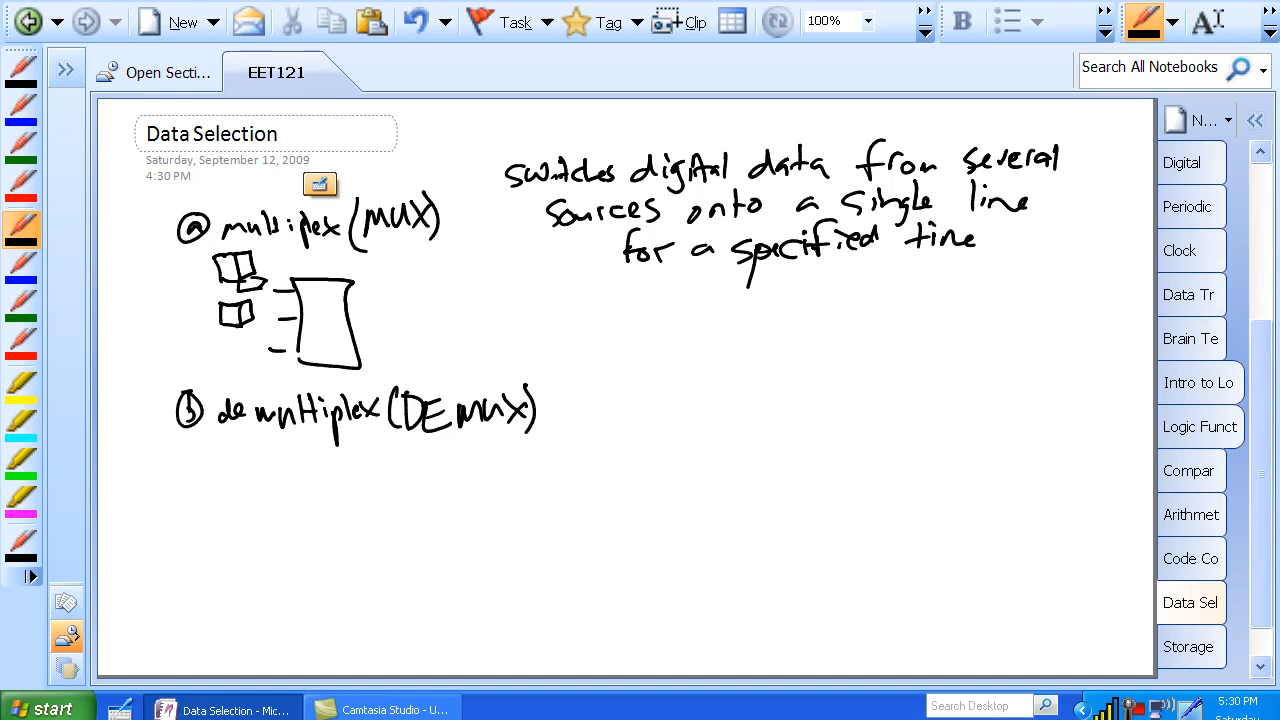 New
Task
Tag
Clip
100%
B
A
Open Secti...
EET121
Search All Notebooks
Data Selection
Saturday, September 12, 2009
4:30 PM
switches digital data from several
sources onto a single line
for a specified time
ⓐ multiplex (MUX)
ⓑ demultiplex (DEMUX)
N...
Digital
Periodic
Clock
Data Tr
Brain Te
Intro to Lo
Logic Funct
Compar
Arithmet
Code Co
Data Sel
Storage
start
Data Selection - Mic...
Camtasia Studio - U...
Search Desktop
5:30 PM
Saturday